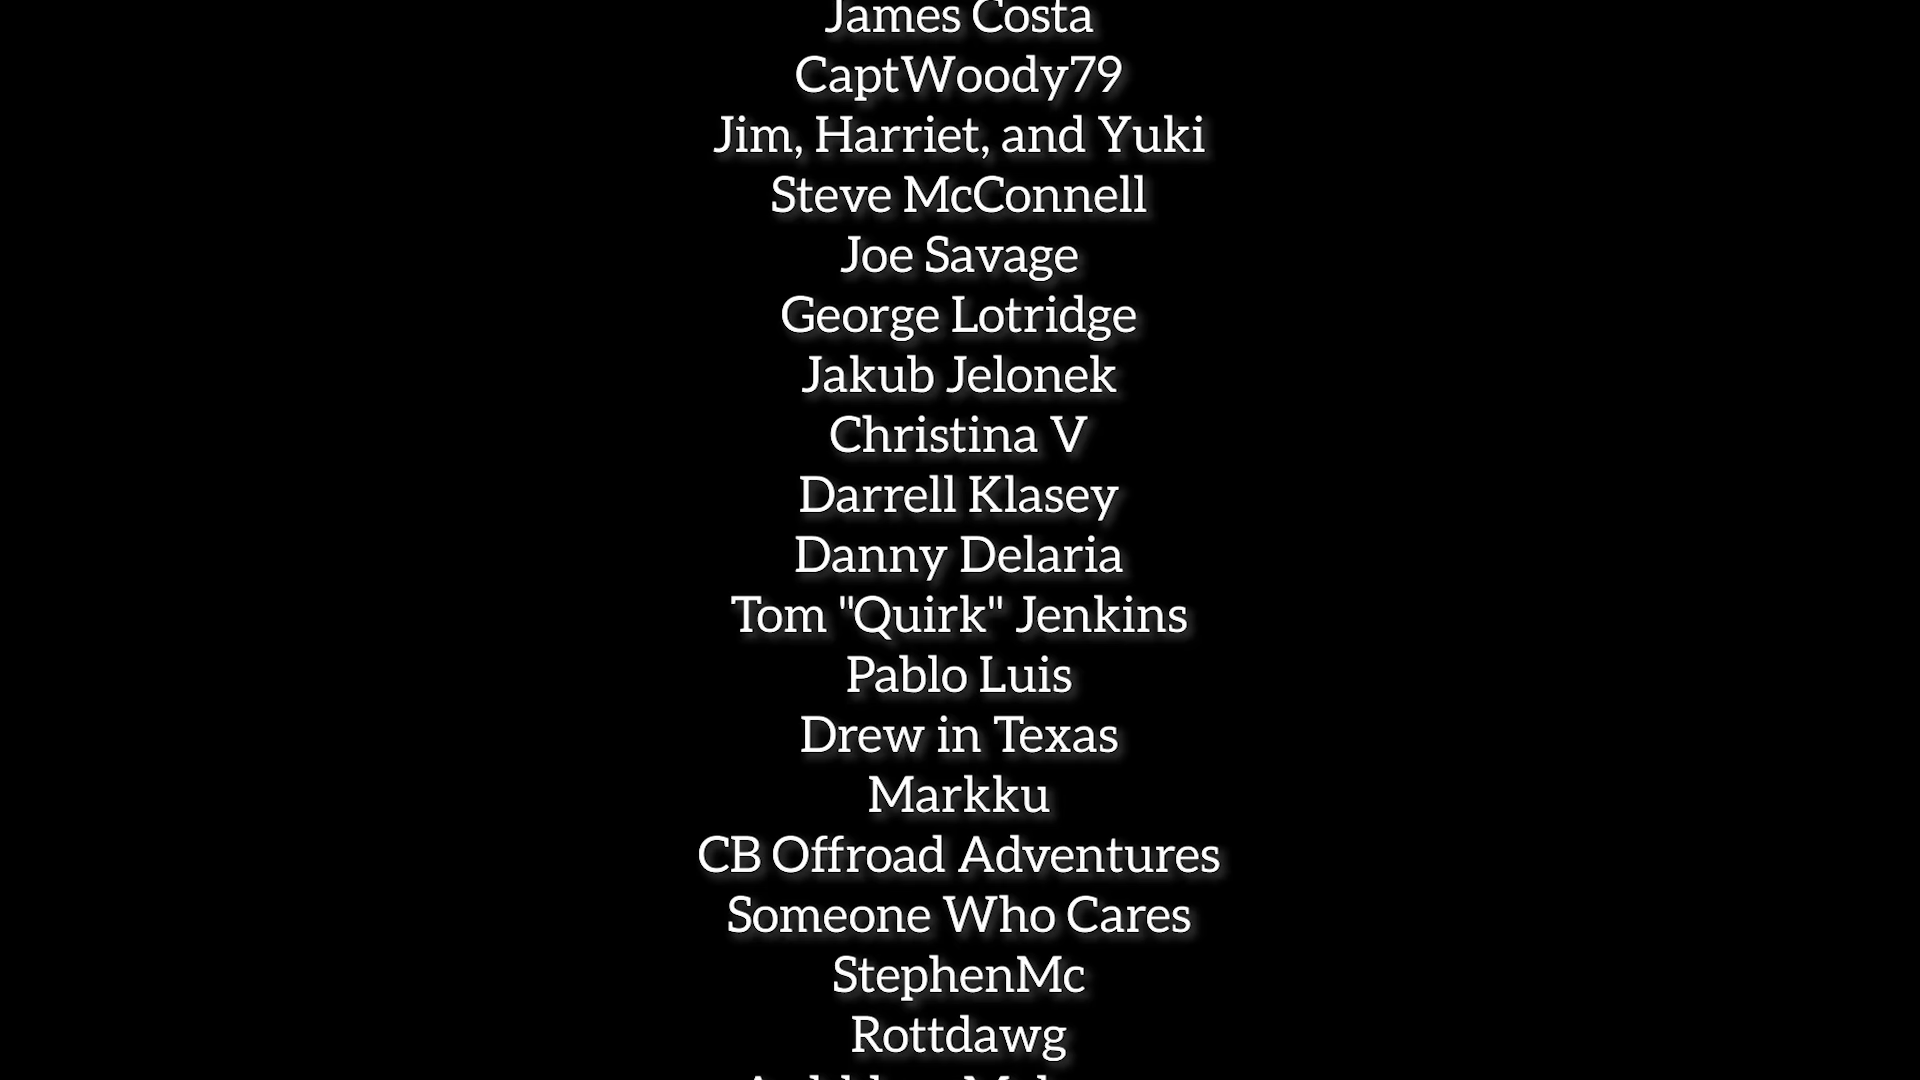 James Costa
CaptWoody79
Jim, Harriet, and Yuki
Steve McConnell
Joe Savage
George Lotridge
Jakub Jelonek
Christina V
Darrell Klasey
Danny Delaria
Tom "Quirk" Jenkins
Pablo Luis
Drew in Texas
Markku
CB Offroad Adventures
Someone Who Cares
StephenMc
Rottdawg